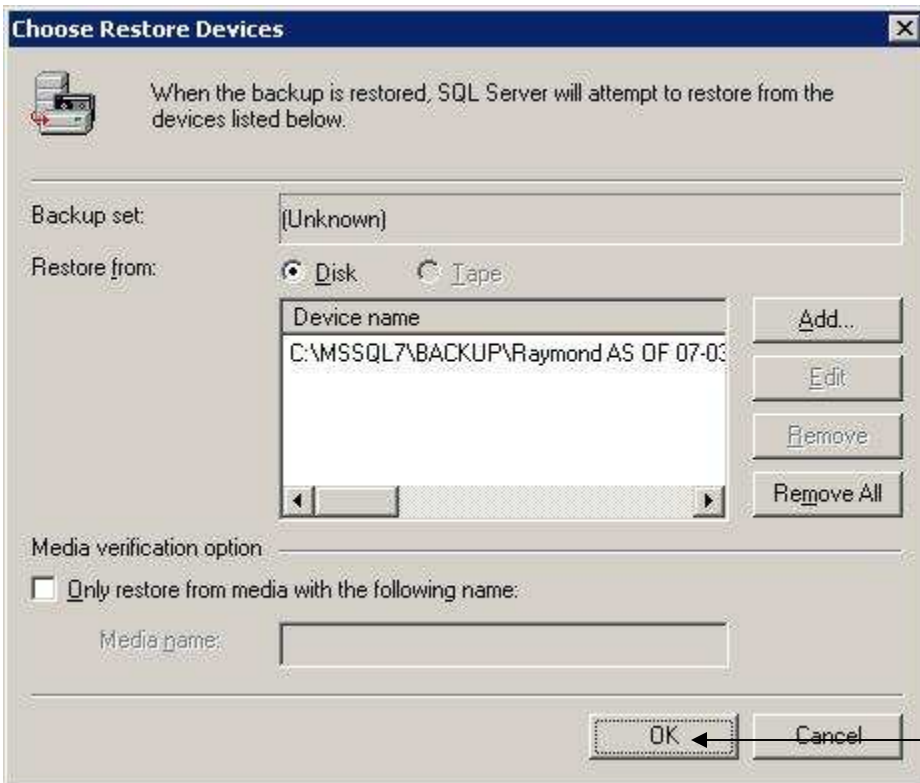 Choose Restore Devices
When the backup is restored, SQL Server will attempt to restore from the
devices listed below.
Backup set:
(Unknown)
Restore from:
Disk
Tape
Device name
C:\MSSQL7\BACKUP\Raymond AS OF 07-03
Add...
Edit
Remove
Remove All
Media verification option
Only restore from media with the following name:
Media name:
OK
Cancel